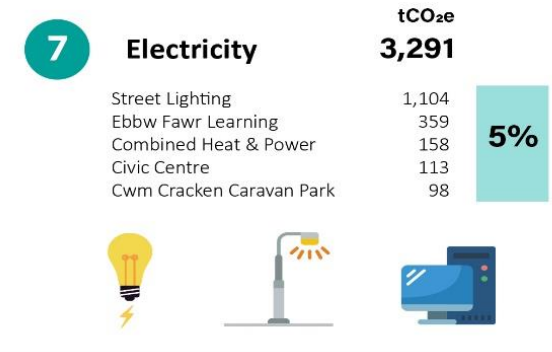 tCO₂e
7 Electricity 3,291
Street Lighting 1,104
Ebbw Fawr Learning 359
Combined Heat & Power 158
Civic Centre 113
Cwm Cracken Caravan Park 98
5%